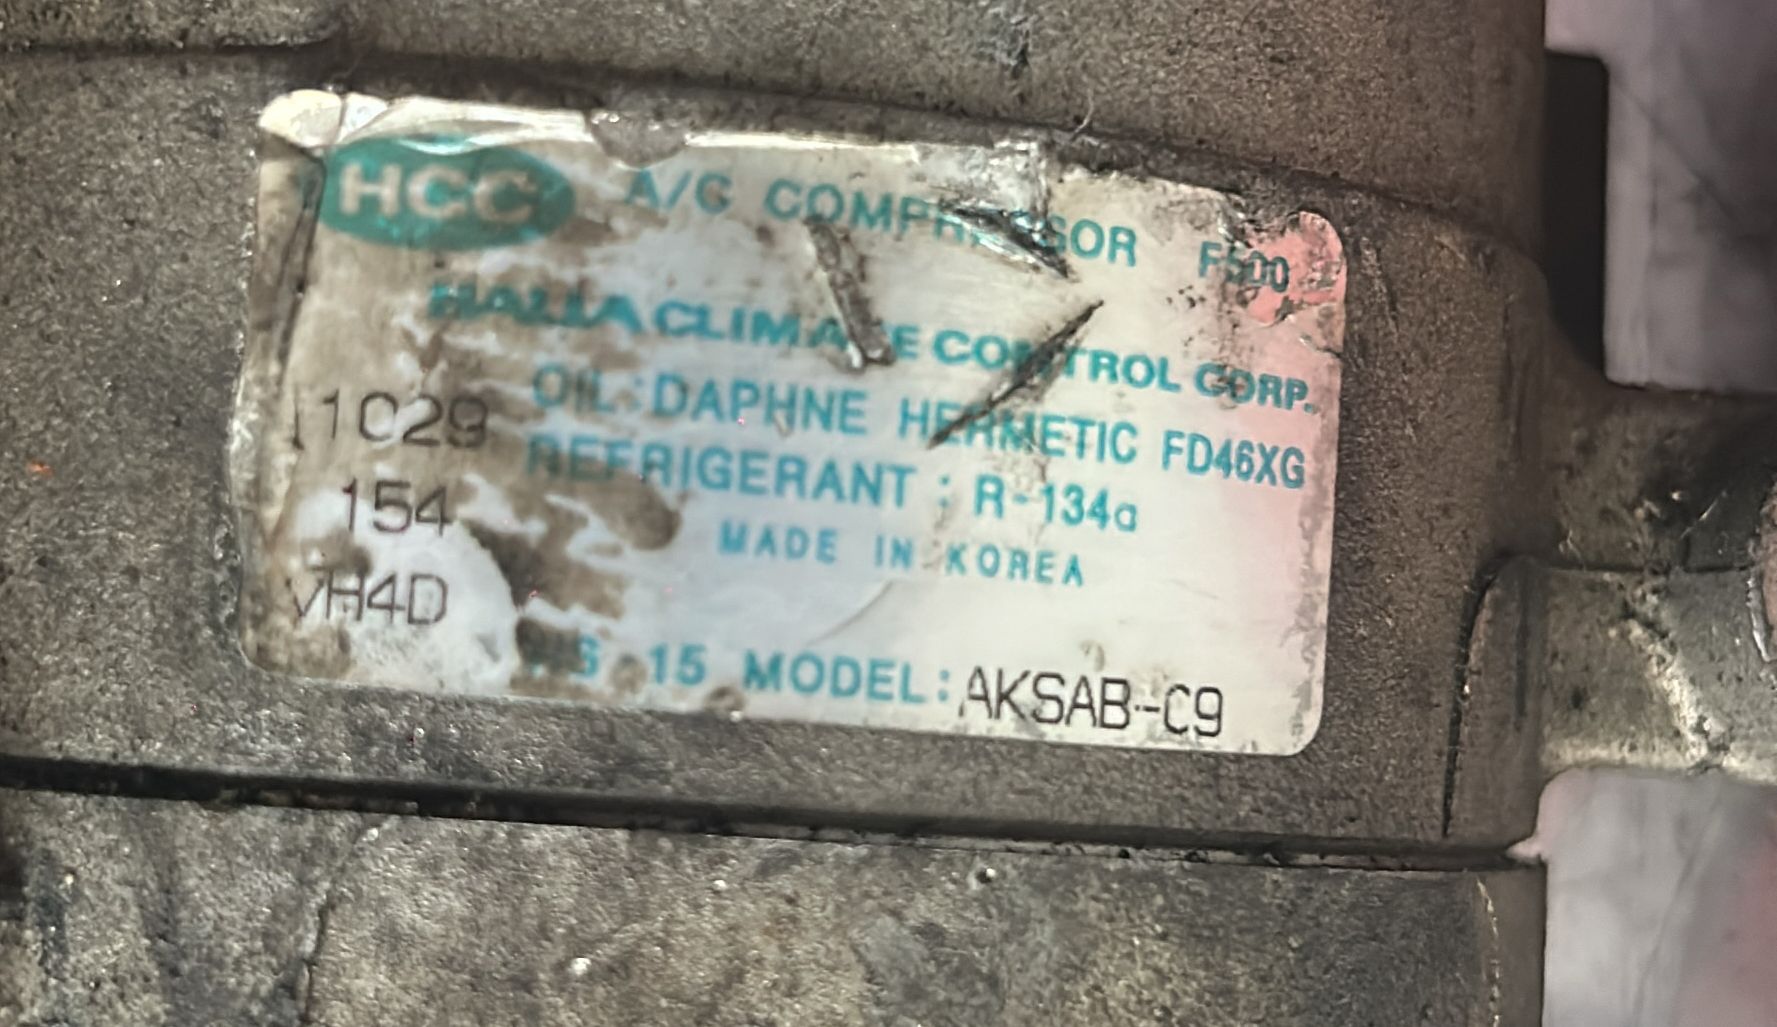 HCC A/C COMPRESSOR F500
HALLA CLIMATE CONTROL CORP.
OIL : DAPHNE HERMETIC FD46XG
11029
REFRIGERANT : R-134a
154
MADE IN KOREA
VH4D
15 MODEL: AKSAB-C9